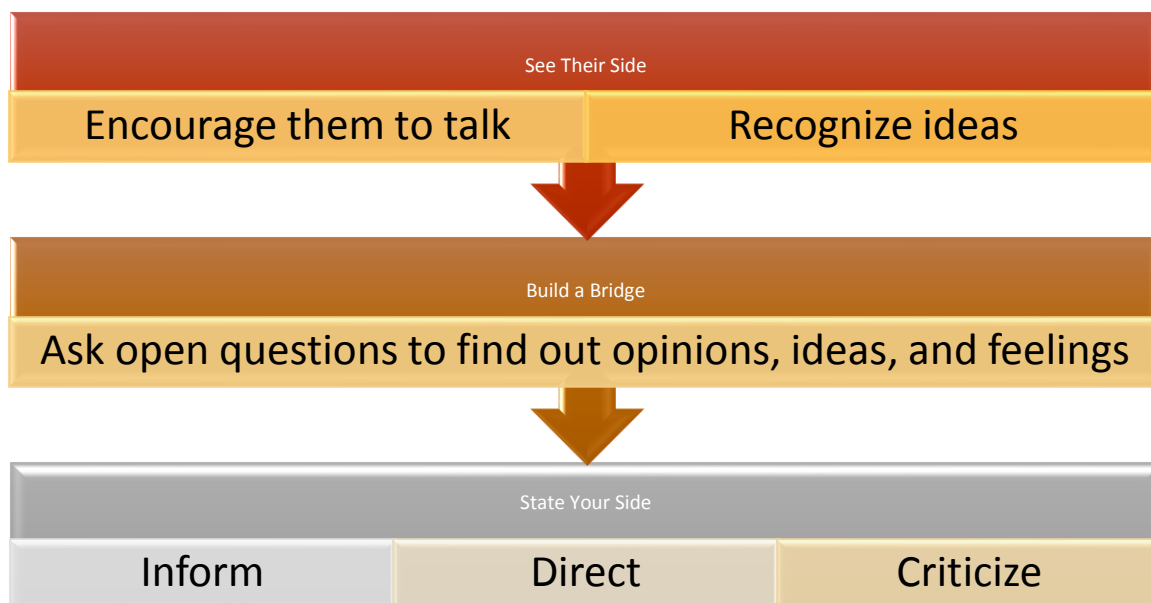 See Their Side
Encourage them to talk
Recognize ideas
Build a Bridge
Ask open questions to find out opinions, ideas, and feelings
State Your Side
Inform
Direct
Criticize